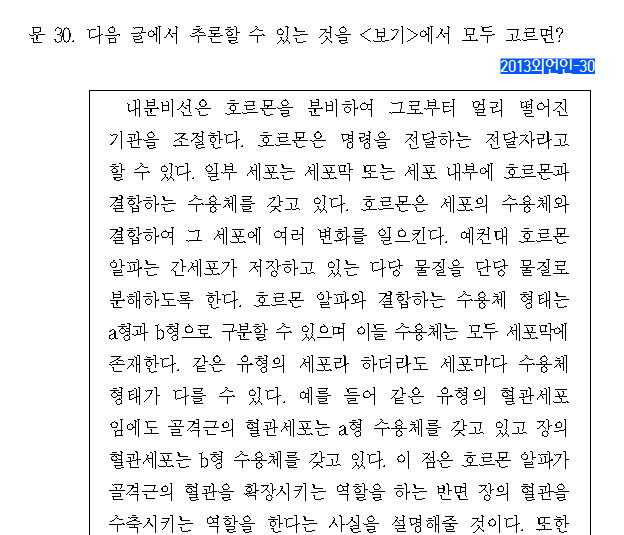 문 30. 다음 글에서 추론할 수 있는 것을 <보기>에서 모두 고르면?
2013외언인-30
내분비선은 호르몬을 분비하여 그로부터 멀리 떨어진
기관을 조절한다. 호르몬은 명령을 전달하는 전달자라고
할 수 있다. 일부 세포는 세포막 또는 세포 내부에 호르몬과
결합하는 수용체를 갖고 있다. 호르몬은 세포의 수용체와
결합하여 그 세포에 여러 변화를 일으킨다. 예컨대 호르몬
알파는 간세포가 저장하고 있는 다당 물질을 단당 물질로
분해하도록 한다. 호르몬 알파와 결합하는 수용체 형태는
a형과 b형으로 구분할 수 있으며 이들 수용체는 모두 세포막에
존재한다. 같은 유형의 세포라 하더라도 세포마다 수용체
형태가 다를 수 있다. 예를 들어 같은 유형의 혈관세포
임에도 골격근의 혈관세포는 a형 수용체를 갖고 있고 장의
혈관세포는 b형 수용체를 갖고 있다. 이 점은 호르몬 알파가
골격근의 혈관을 확장시키는 역할을 하는 반면 장의 혈관을
수축시키는 역할을 한다는 사실을 설명해줄 것이다. 또한